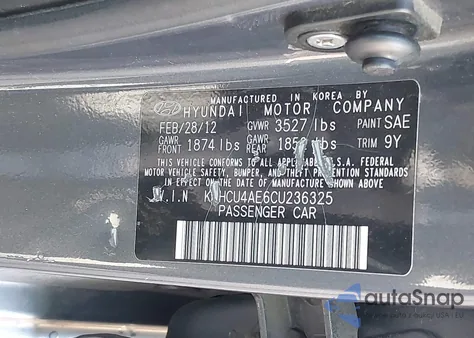 MANUFACTURED IN KOREA BY
HYUNDAI MOTOR COMPANY
FEB/28/12 GVWR 3527 lbs PAINT SAE
GAWR FRONT 1874 lbs GAWR REAR lbs TRIM 9Y
THIS VEHICLE CONFORMS TO ALL APPLICABLE U.S.A. FEDERAL
MOTOR VEHICLE SAFETY, BUMPER, AND THEFT PREVENTION
STANDARDS IN EFFECT ON THE DATE OF MANUFACTURE
SHOWN ABOVE
V.I.N HCU4AE6CU236325
PASSENGER CAR
autoSnap